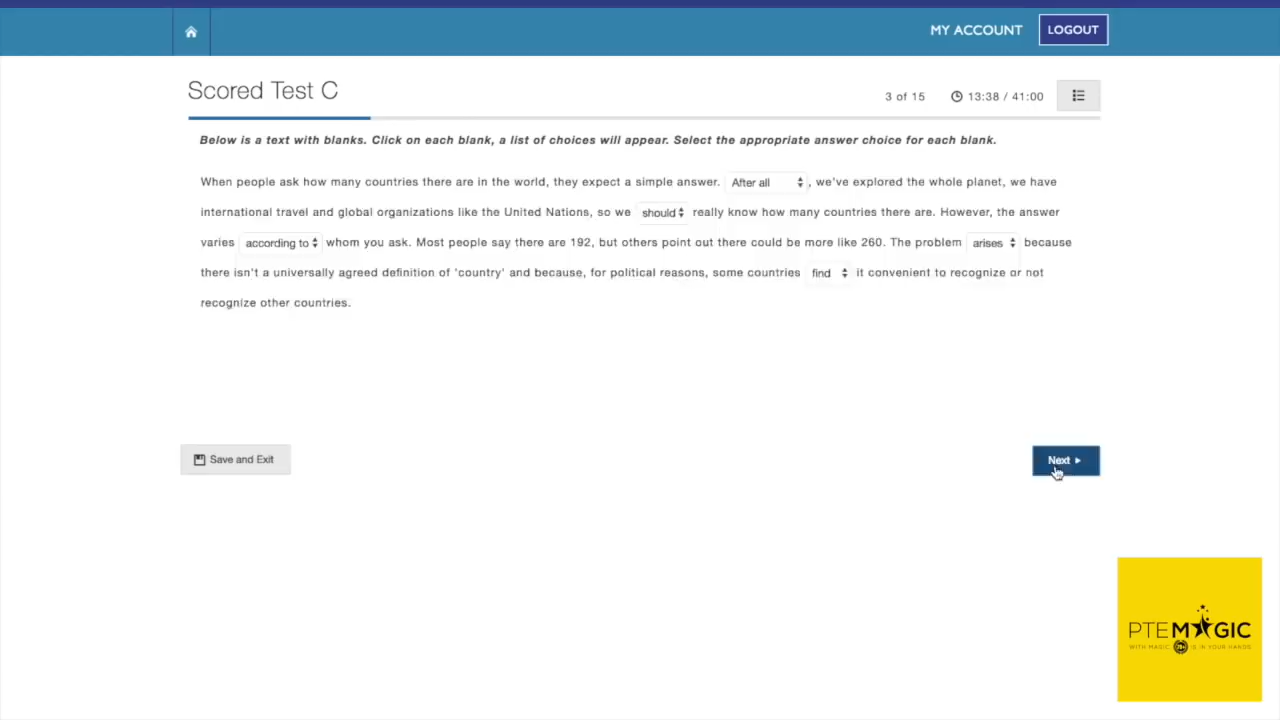 MY ACCOUNT LOGOUT
Scored Test C
3 of 15 13:38 / 41:00
Below is a text with blanks. Click on each blank, a list of choices will appear. Select the appropriate answer choice for each blank.
When people ask how many countries there are in the world, they expect a simple answer. After all , we've explored the whole planet, we have
international travel and global organizations like the United Nations, so we should really know how many countries there are. However, the answer
varies according to whom you ask. Most people say there are 192, but others point out there could be more like 260. The problem arises because
there isn't a universally agreed definition of 'country' and because, for political reasons, some countries find it convenient to recognize or not
recognize other countries.
Save and Exit
Next
PTEMAGIC
WITH MAGIC IS IN YOUR HANDS